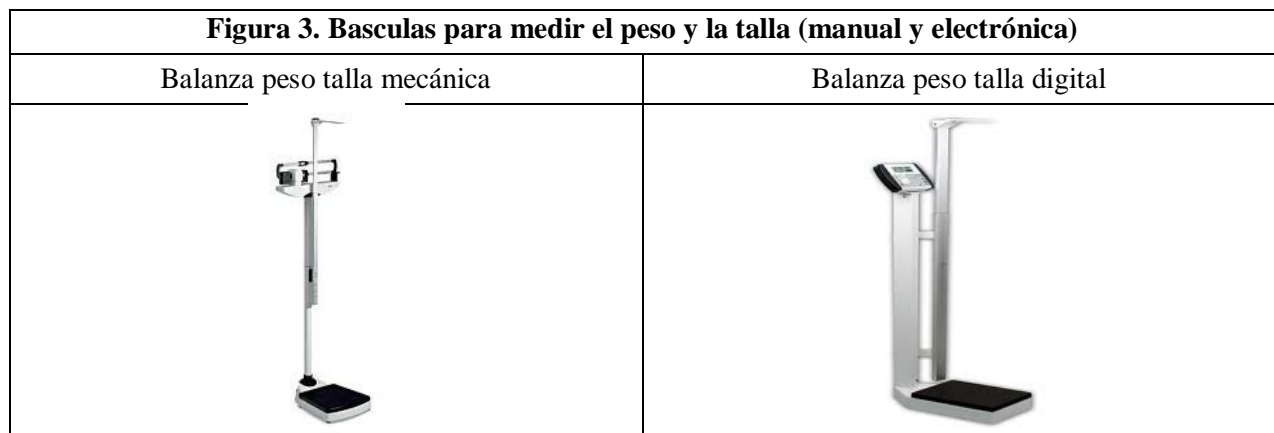 Figura 3. Basculas para medir el peso y la talla (manual y electrónica)
Balanza peso talla mecánica
Balanza peso talla digital